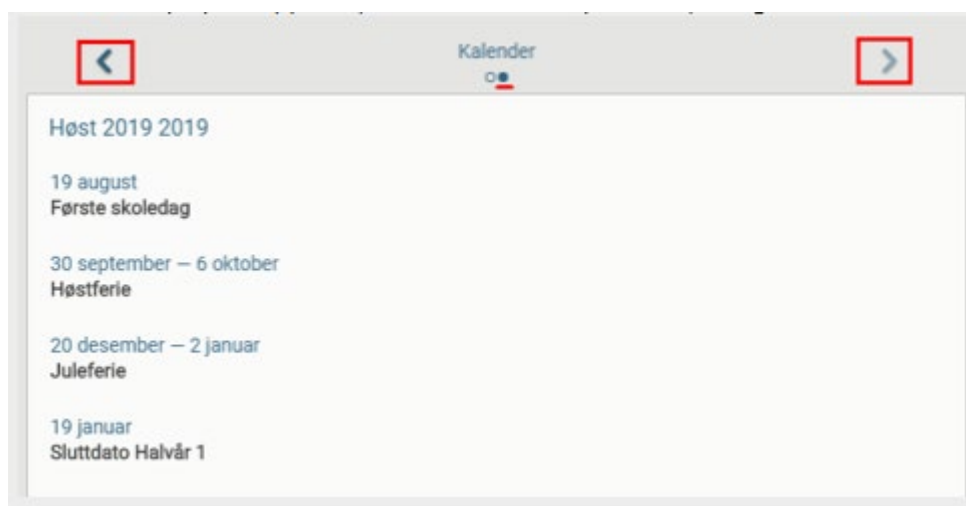 Kalender
Høst 2019 2019
19 august
Første skoledag
30 september – 6 oktober
Høstferie
20 desember – 2 januar
Juleferie
19 januar
Sluttdato Halvår 1